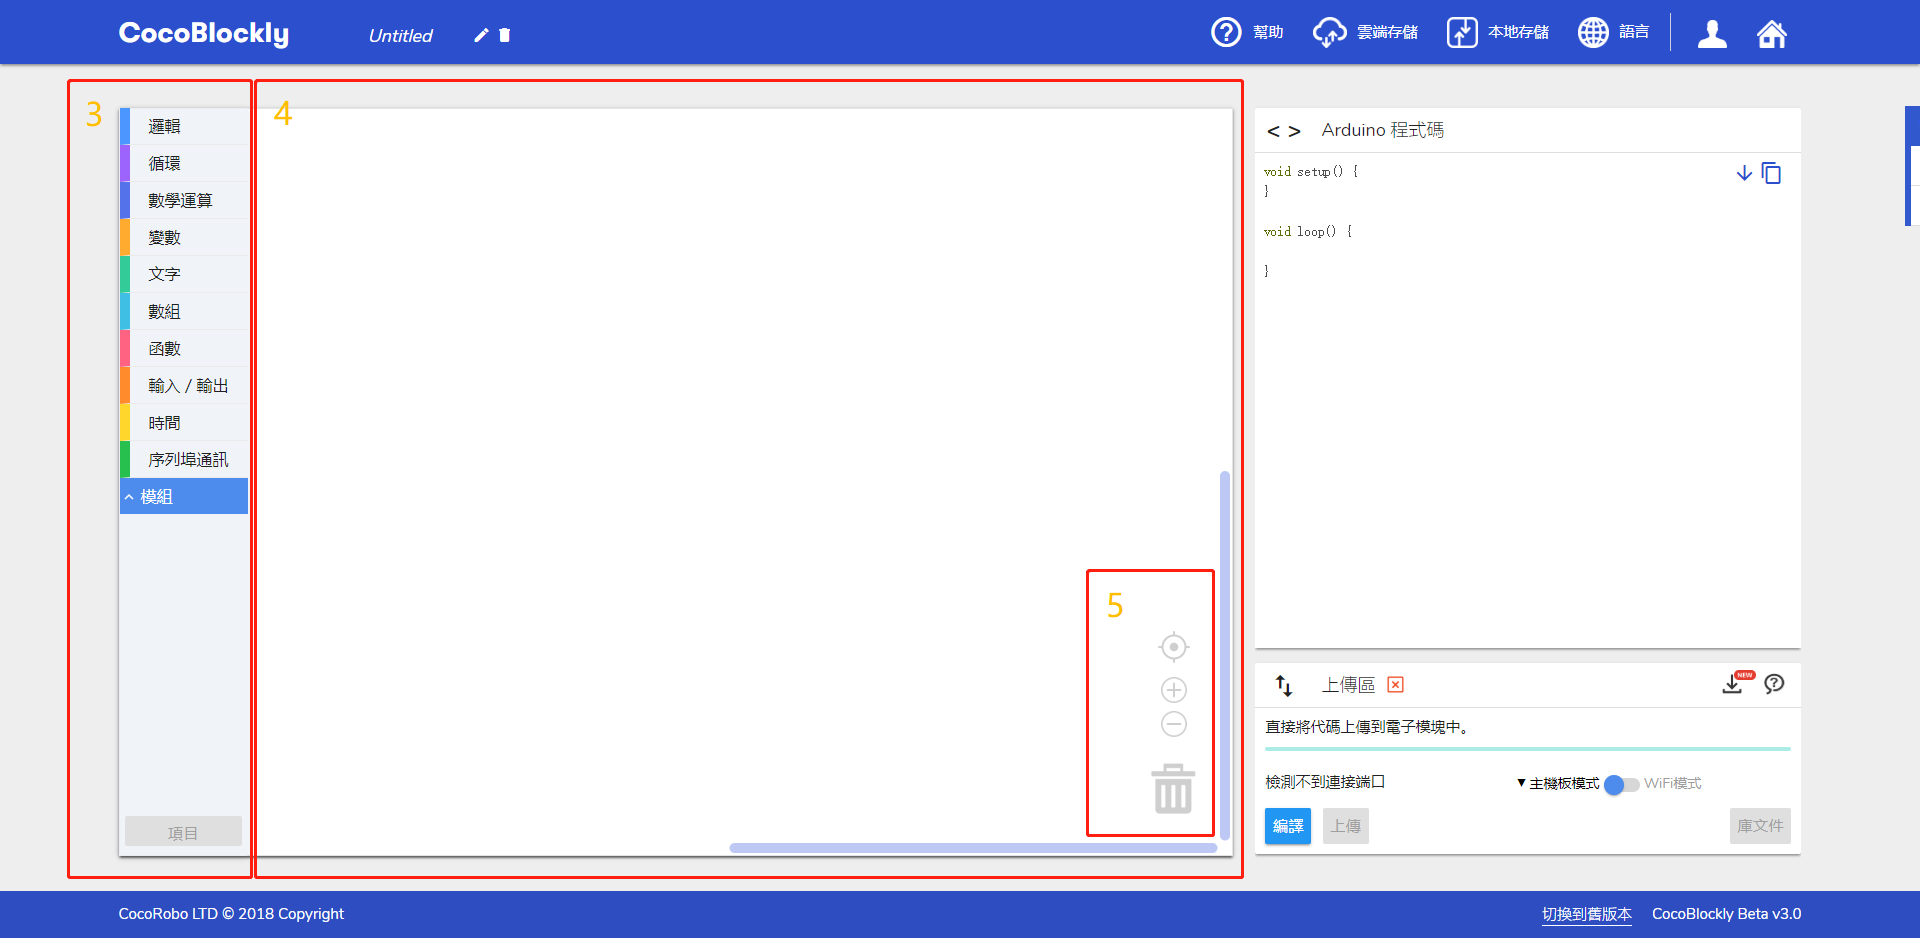 CocoBlockly
Untitled
幫助
雲端存儲
本地存儲
語言
3
4
邏輯
循環
數學運算
變數
文字
數組
函數
輸入 / 輸出
時間
序列埠通訊
模組
項目
5
< > Arduino 程式碼
void setup() {
}
void loop() {
}
上傳區
NEW
直接將代碼上傳到電子模塊中。
檢測不到連接端口
▼主機板模式
WiFi模式
編譯
上傳
庫文件
CocoRobo LTD © 2018 Copyright
切換到舊版本
CocoBlockly Beta v3.0